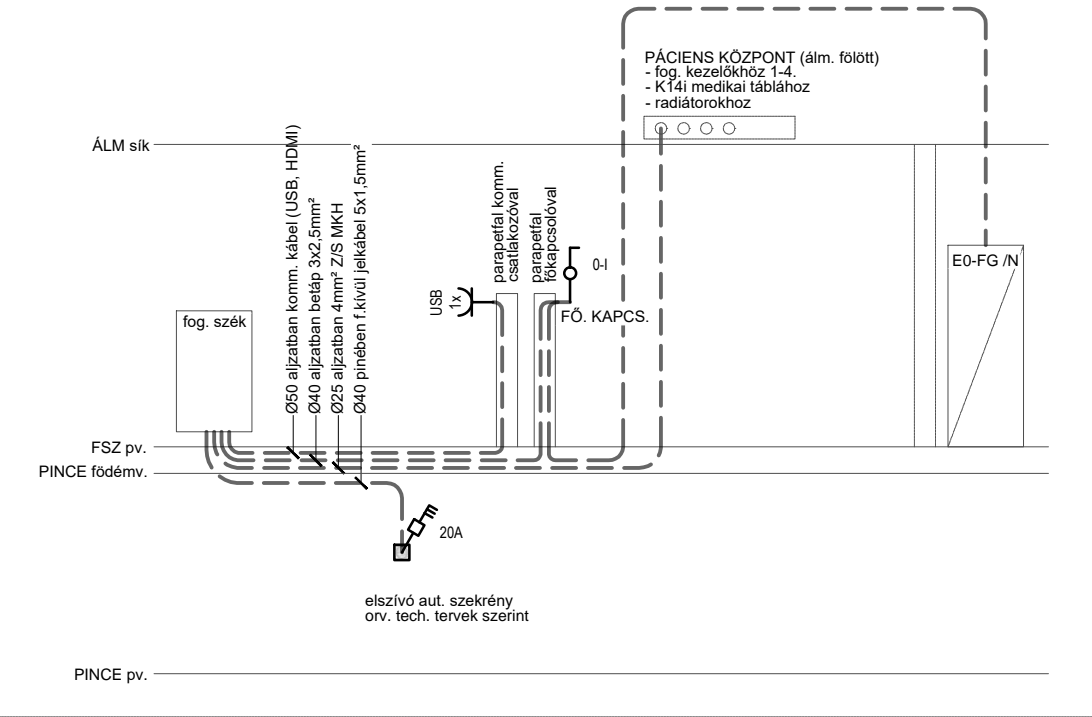 PÁCIENS KÖZPONT (álm. fölött)
- fog. kezelőkhöz 1-4.
- K14i medikai táblához
- radiátorokhoz
ÁLM sík
Ø50 aljzatban komm. kábel (USB, HDMI)
Ø40 aljzatban betáp 3x2,5mm²
Ø25 aljzatban 4mm² Z/S MKH
Ø40 pinében f.kívül jelkábel 5x1,5mm²
parapetfal komm.
csatlakozóval
parapetfal
főkapcsolóval
0-I
E0-FG /N
USB
1x
FŐ. KAPCS.
fog. szék
FSZ pv.
PINCE födémv.
20A
elszívó aut. szekrény
orv. tech. tervek szerint
PINCE pv.